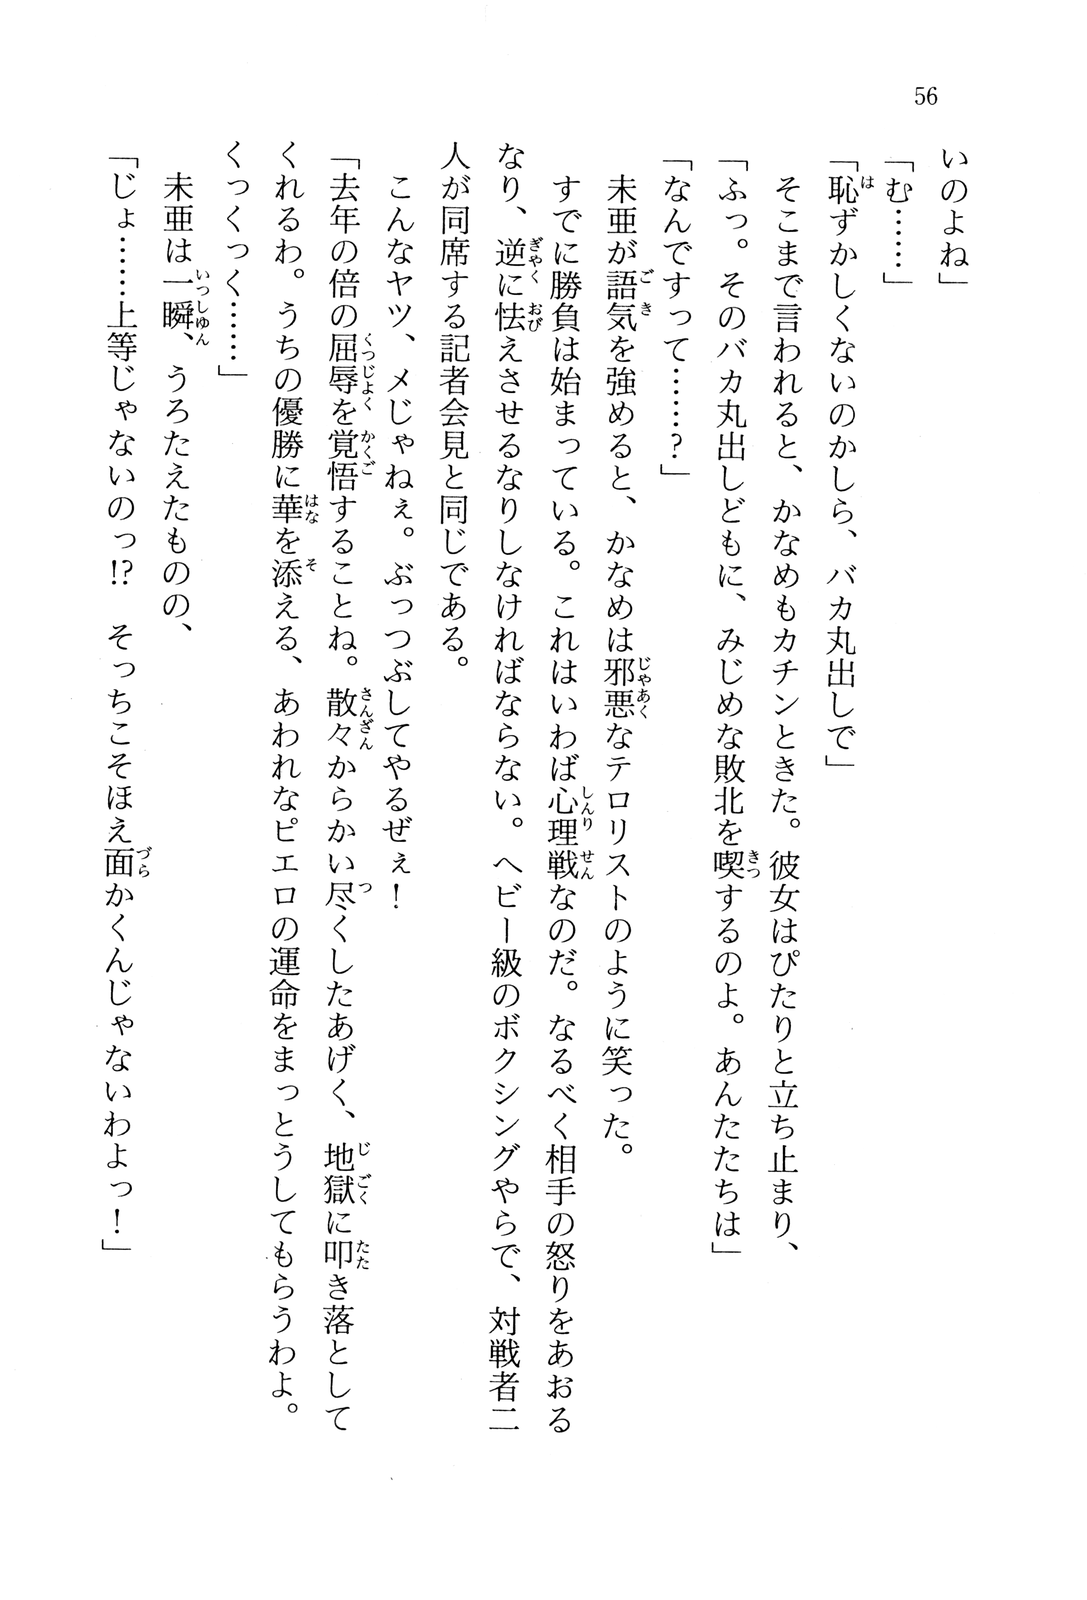 56
いのよね」
「む……」
「恥ずかしくないのかしら、バカ丸出しで」
そこまで言われると、かなめもカチンときた。彼女はぴたりと立ち止まり、
「ふっ。そのバカ丸出しどもに、みじめな敗北を喫するのよ。あんたたちは」
「なんですって……?」
未亜が語気を強めると、かなめは邪悪なテロリストのように笑った。
すでに勝負は始まっている。これはいわば心理戦なのだ。なるべく相手の怒りをあおる
なり、逆に怯えさせるなりしなければならない。ヘビー級のボクシングやらで、対戦者二
人が同席する記者会見と同じである。
こんなヤツ、メじゃねぇ。ぶっつぶしてやるぜぇ!
「去年の倍の屈辱を覚悟することね。散々からかい尽くしたあげく、地獄に叩き落として
くれるわ。うちの優勝に華を添える、あわれなピエロの運命をまっとうしてもらうわよ。
くっくっく……」
未亜は一瞬、うろたえたものの、
「じょ……上等じゃないのっ!? そっちこそほえ面かくんじゃないわよっ!」